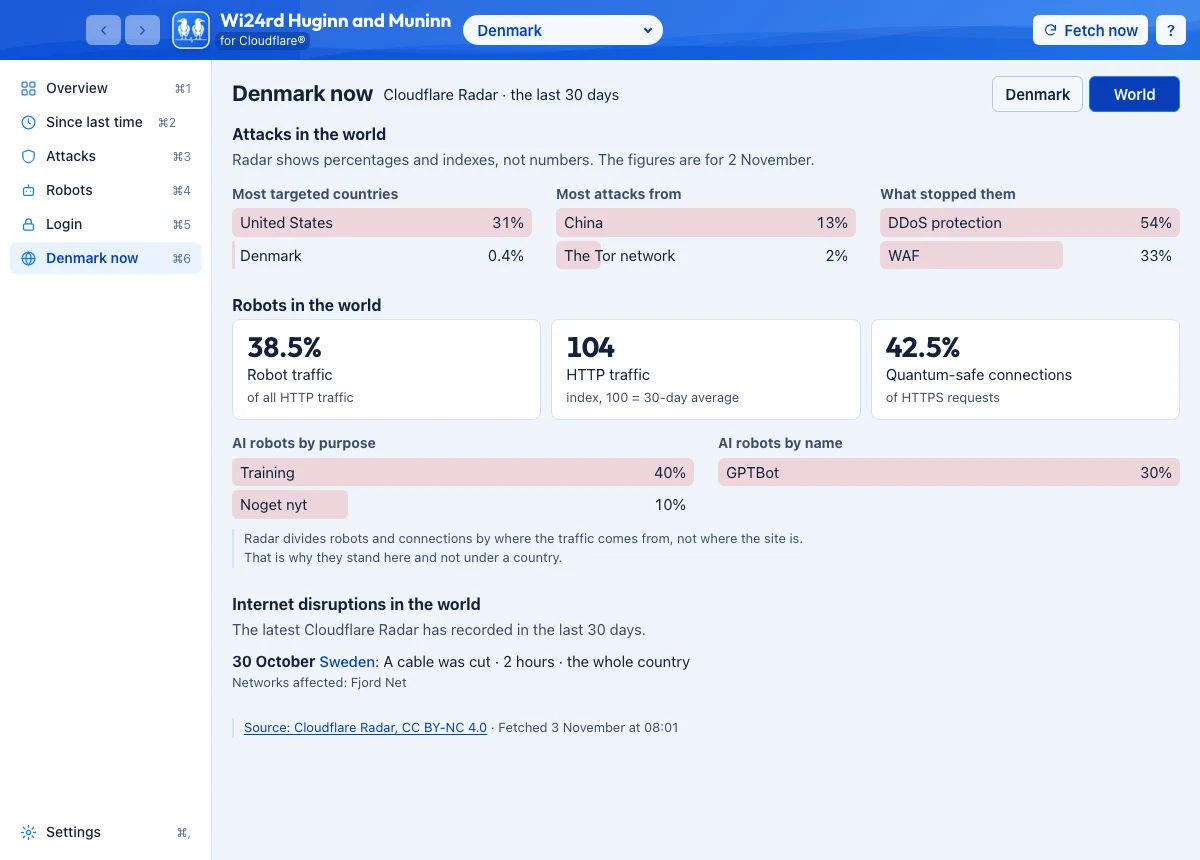 Wi24rd Huginn and Muninn
for Cloudflare®
Denmark
Fetch now
?
Overview ⌘1
Since last time ⌘2
Attacks ⌘3
Robots ⌘4
Login ⌘5
Denmark now ⌘6
Settings ⌘,
Denmark now Cloudflare Radar · the last 30 days
Denmark
World
Attacks in the world
Radar shows percentages and indexes, not numbers. The figures are for 2 November.
Most targeted countries
United States 31%
Denmark 0.4%
Most attacks from
China 13%
The Tor network 2%
What stopped them
DDoS protection 54%
WAF 33%
Robots in the world
38.5%
Robot traffic
of all HTTP traffic
104
HTTP traffic
index, 100 = 30-day average
42.5%
Quantum-safe connections
of HTTPS requests
AI robots by purpose
Training 40%
Noget nyt 10%
AI robots by name
GPTBot 30%
Radar divides robots and connections by where the traffic comes from, not where the site is.
That is why they stand here and not under a country.
Internet disruptions in the world
The latest Cloudflare Radar has recorded in the last 30 days.
30 October Sweden: A cable was cut · 2 hours · the whole country
Networks affected: Fjord Net
Source: Cloudflare Radar, CC BY-NC 4.0 · Fetched 3 November at 08:01